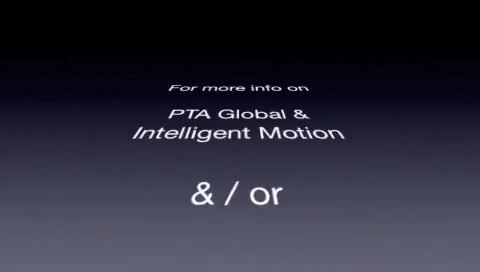 For more info on
PTA Global &
Intelligent Motion
& / or